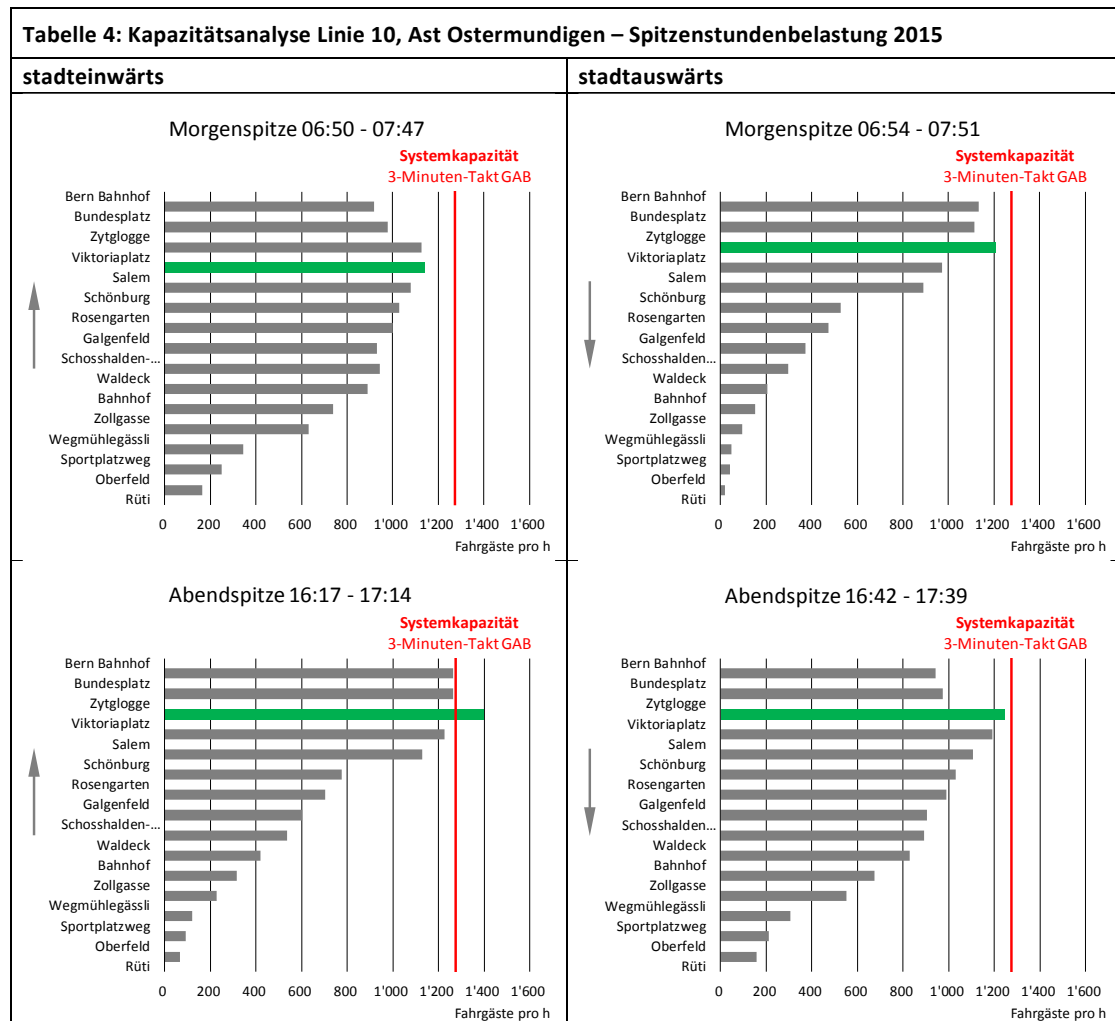 Tabelle 4: Kapazitätsanalyse Linie 10, Ast Ostermundigen – Spitzenstundenbelastung 2015
stadteinwärts
stadtauswärts
Morgenspitze 06:50 - 07:47
Systemkapazität
3-Minuten-Takt GAB
Bern Bahnhof
Bundesplatz
Zytglogge
Viktoriaplatz
Salem
Schönburg
Rosengarten
Galgenfeld
Schosshalden-...
Waldeck
Bahnhof
Zollgasse
Wegmühlegässli
Sportplatzweg
Oberfeld
Rüti
0 200 400 600 800 1'000 1'200 1'400 1'600
Fahrgäste pro h
Morgenspitze 06:54 - 07:51
Systemkapazität
3-Minuten-Takt GAB
Bern Bahnhof
Bundesplatz
Zytglogge
Viktoriaplatz
Salem
Schönburg
Rosengarten
Galgenfeld
Schosshalden...
Waldeck
Bahnhof
Zollgasse
Wegmühlegässli
Sportplatzweg
Oberfeld
Rüti
0 200 400 600 800 1'000 1'200 1'400 1'600
Fahrgäste pro h
Abendspitze 16:17 - 17:14
Systemkapazität
3-Minuten-Takt GAB
Bern Bahnhof
Bundesplatz
Zytglogge
Viktoriaplatz
Salem
Schönburg
Rosengarten
Galgenfeld
Schosshalden-...
Waldeck
Bahnhof
Zollgasse
Wegmühlegässli
Sportplatzweg
Oberfeld
Rüti
0 200 400 600 800 1'000 1'200 1'400 1'600
Fahrgäste pro h
Abendspitze 16:42 - 17:39
Systemkapazität
3-Minuten-Takt GAB
Bern Bahnhof
Bundesplatz
Zytglogge
Viktoriaplatz
Salem
Schönburg
Rosengarten
Galgenfeld
Schosshalden...
Waldeck
Bahnhof
Zollgasse
Wegmühlegässli
Sportplatzweg
Oberfeld
Rüti
0 200 400 600 800 1'000 1'200 1'400 1'600
Fahrgäste pro h